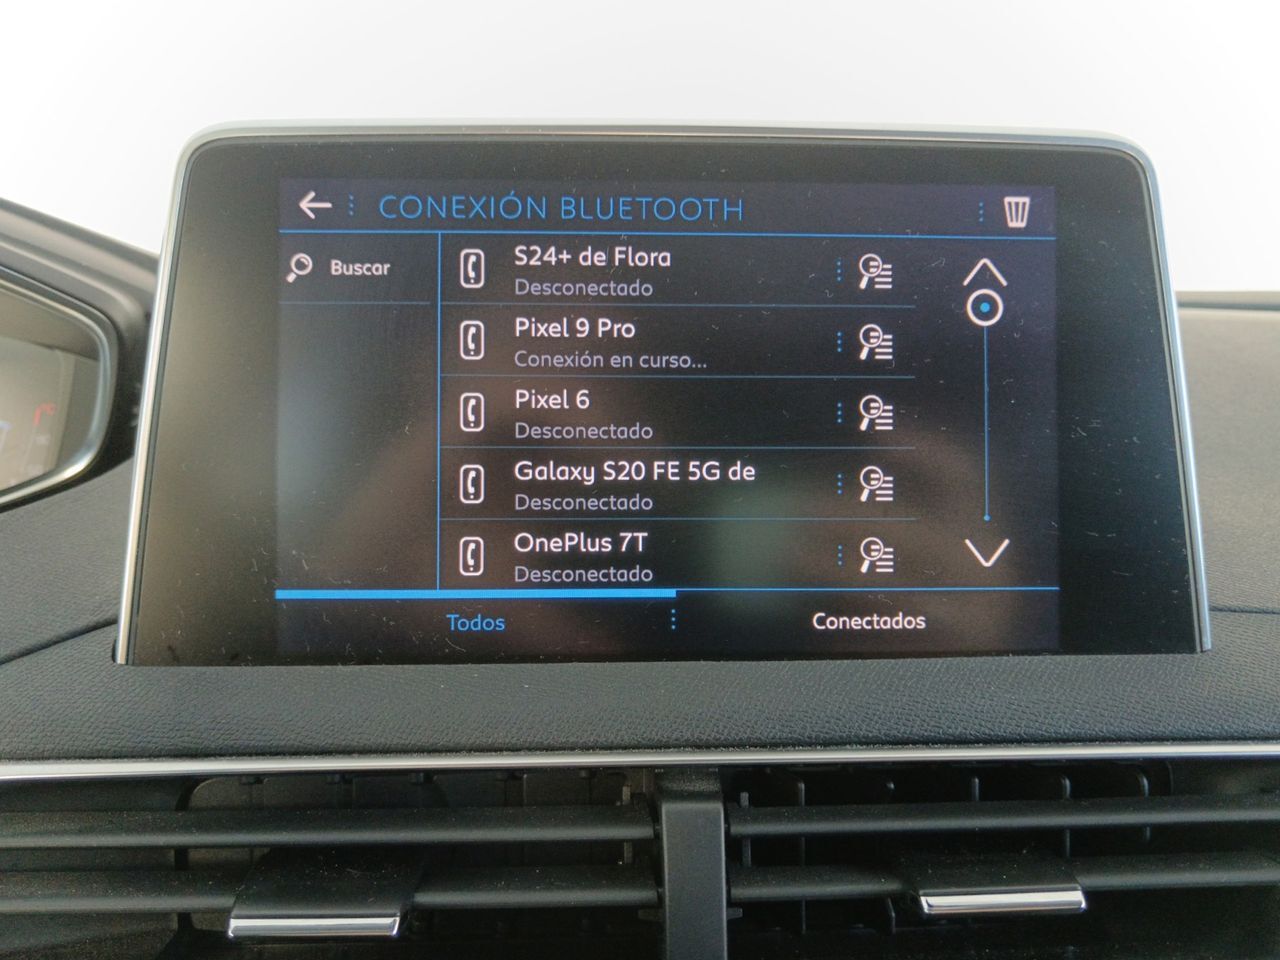 CONEXIÓN BLUETOOTH
Buscar
S24+ de Flora
Desconectado
Pixel 9 Pro
Conexión en curso...
Pixel 6
Desconectado
Galaxy S20 FE 5G de
Desconectado
OnePlus 7T
Desconectado
Todos
Conectados